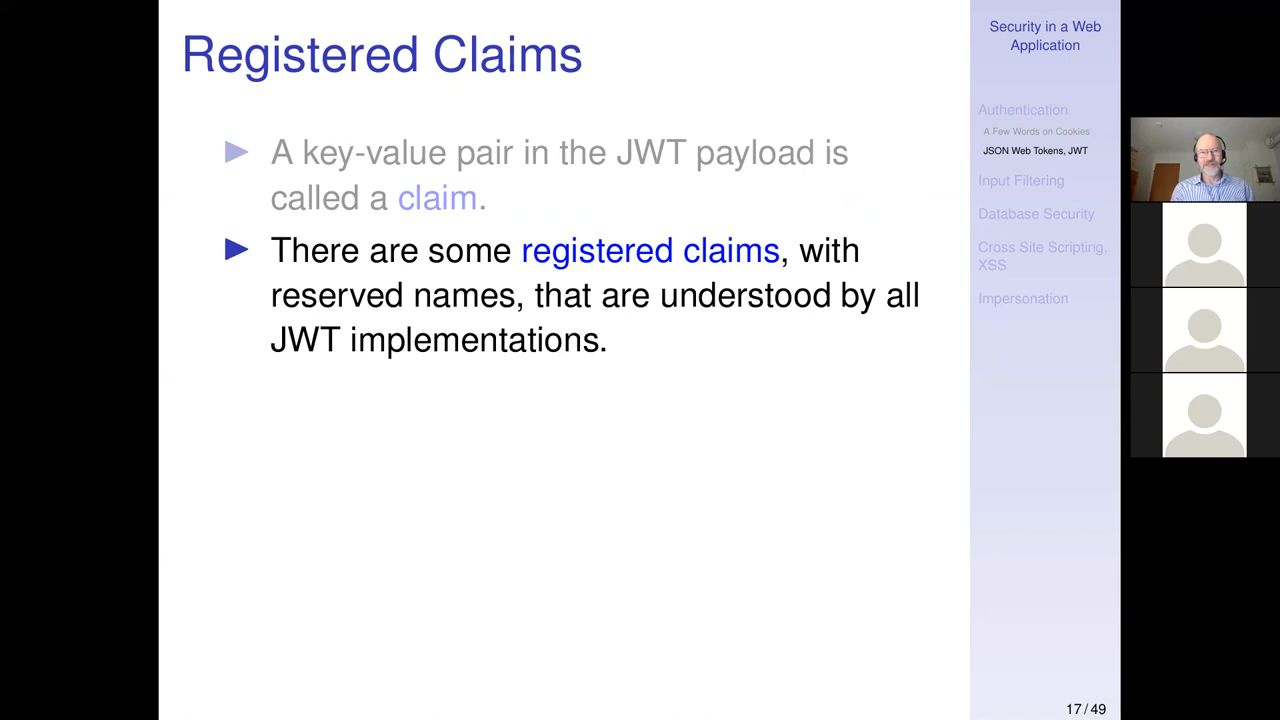 Registered Claims
A key-value pair in the JWT payload is
called a claim.
There are some registered claims, with
reserved names, that are understood by all
JWT implementations.
Security in a Web
Application
Authentication
A Few Words on Cookies
JSON Web Tokens, JWT
Input Filtering
Database Security
Cross Site Scripting,
XSS
Impersonation
17 / 49